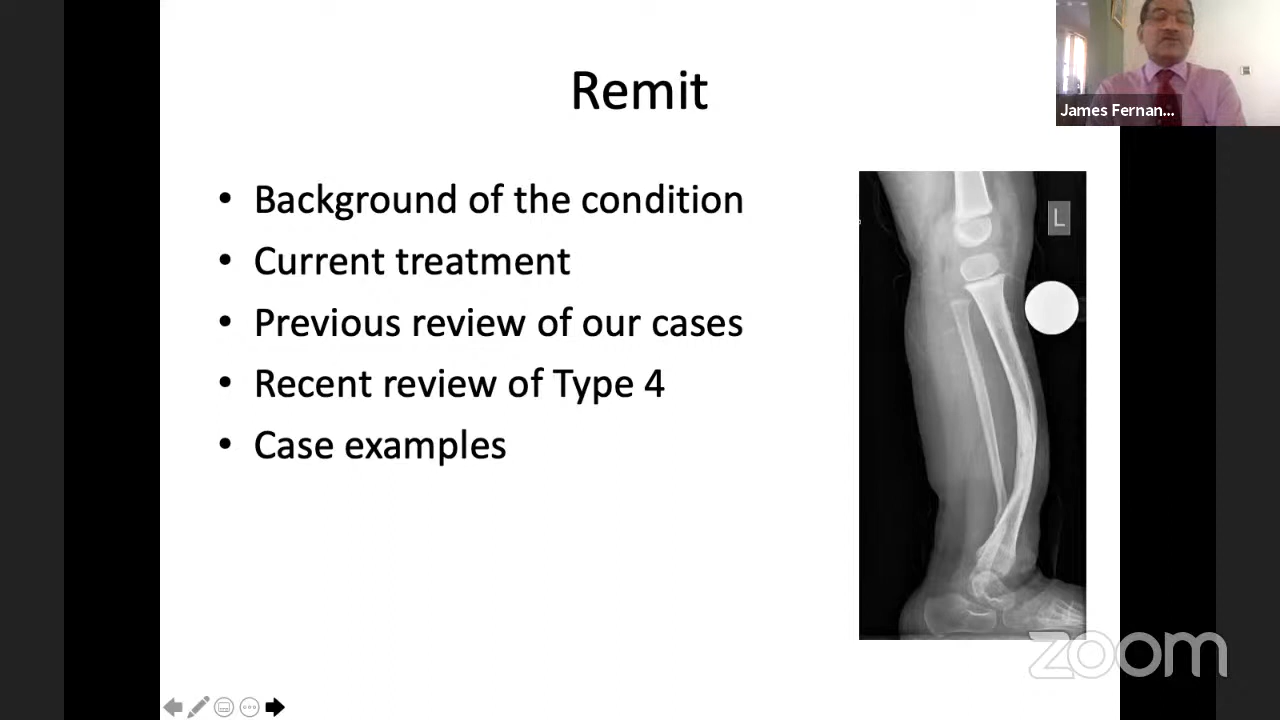 Remit
James Fernan...
• Background of the condition
• Current treatment
• Previous review of our cases
• Recent review of Type 4
• Case examples
L
zoom